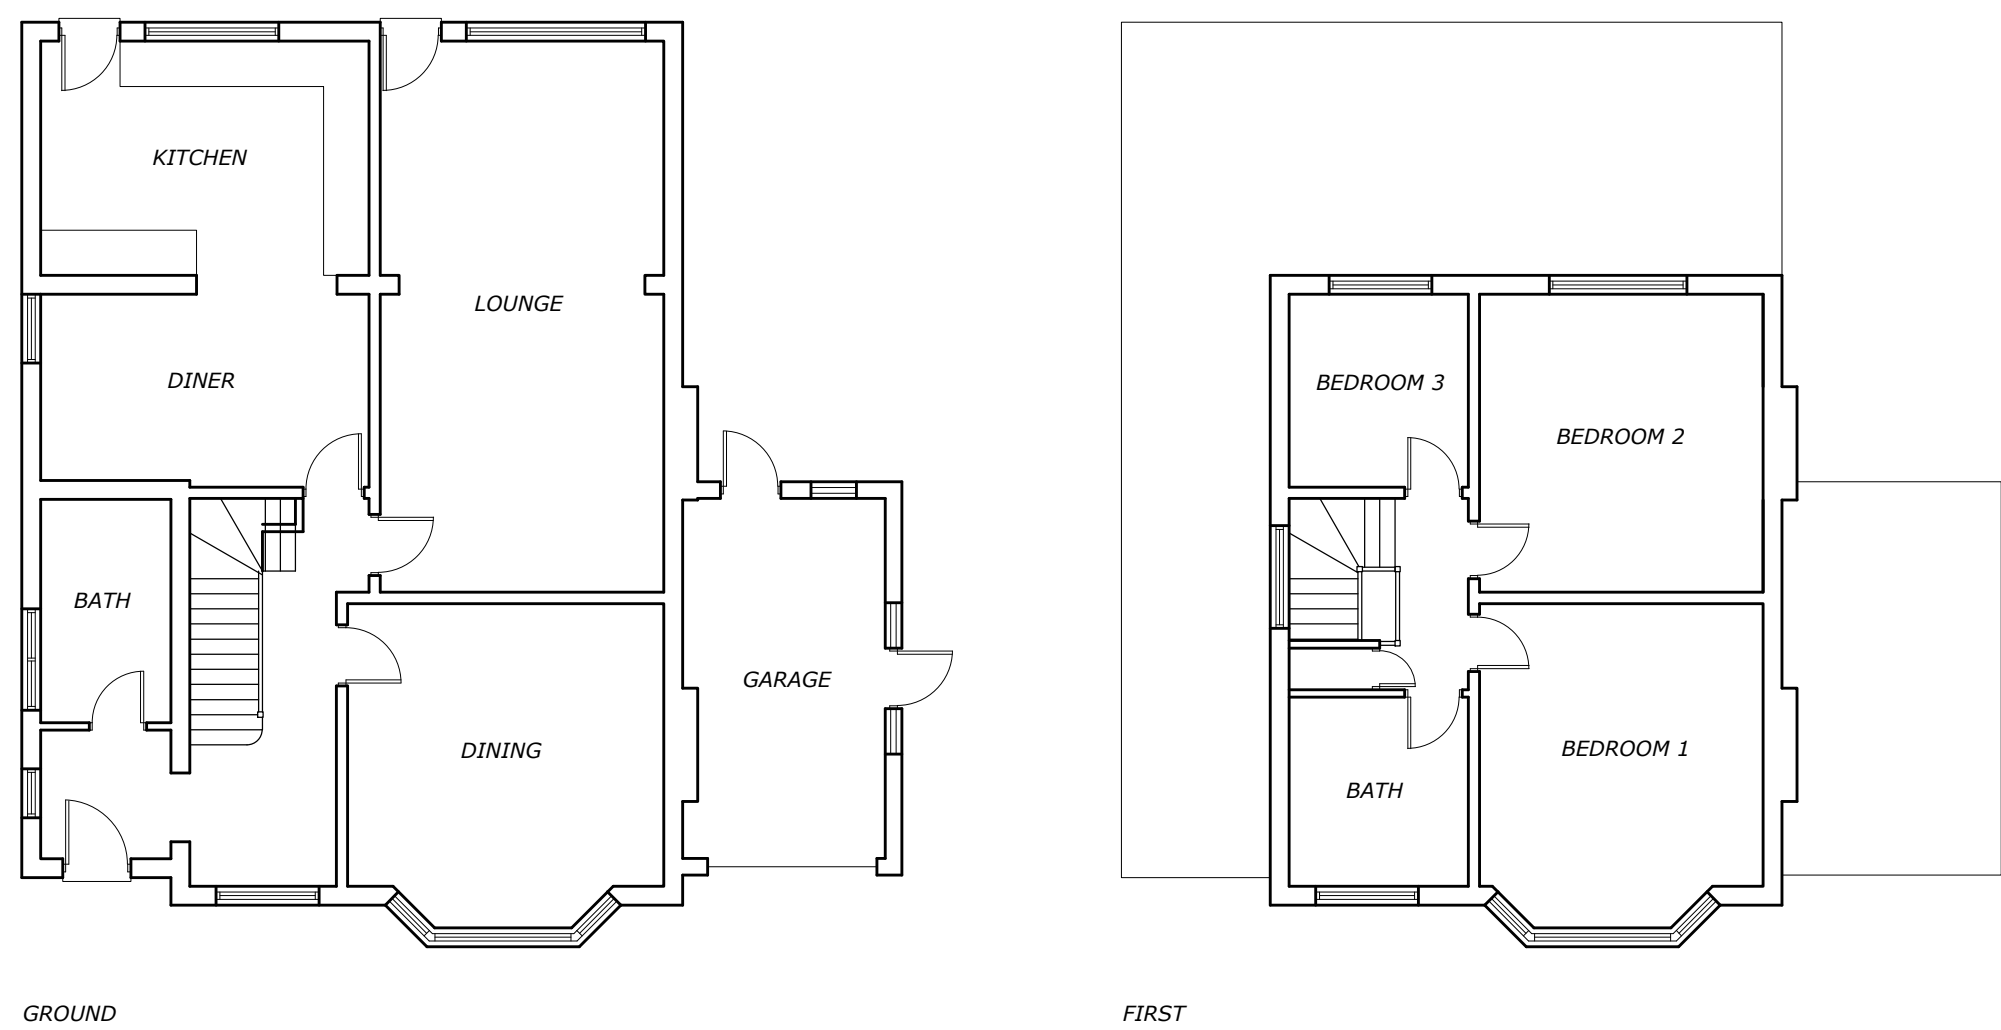 KITCHEN
LOUNGE
DINER
BATH
GARAGE
DINING
GROUND
BEDROOM 3
BEDROOM 2
BEDROOM 1
BATH
FIRST